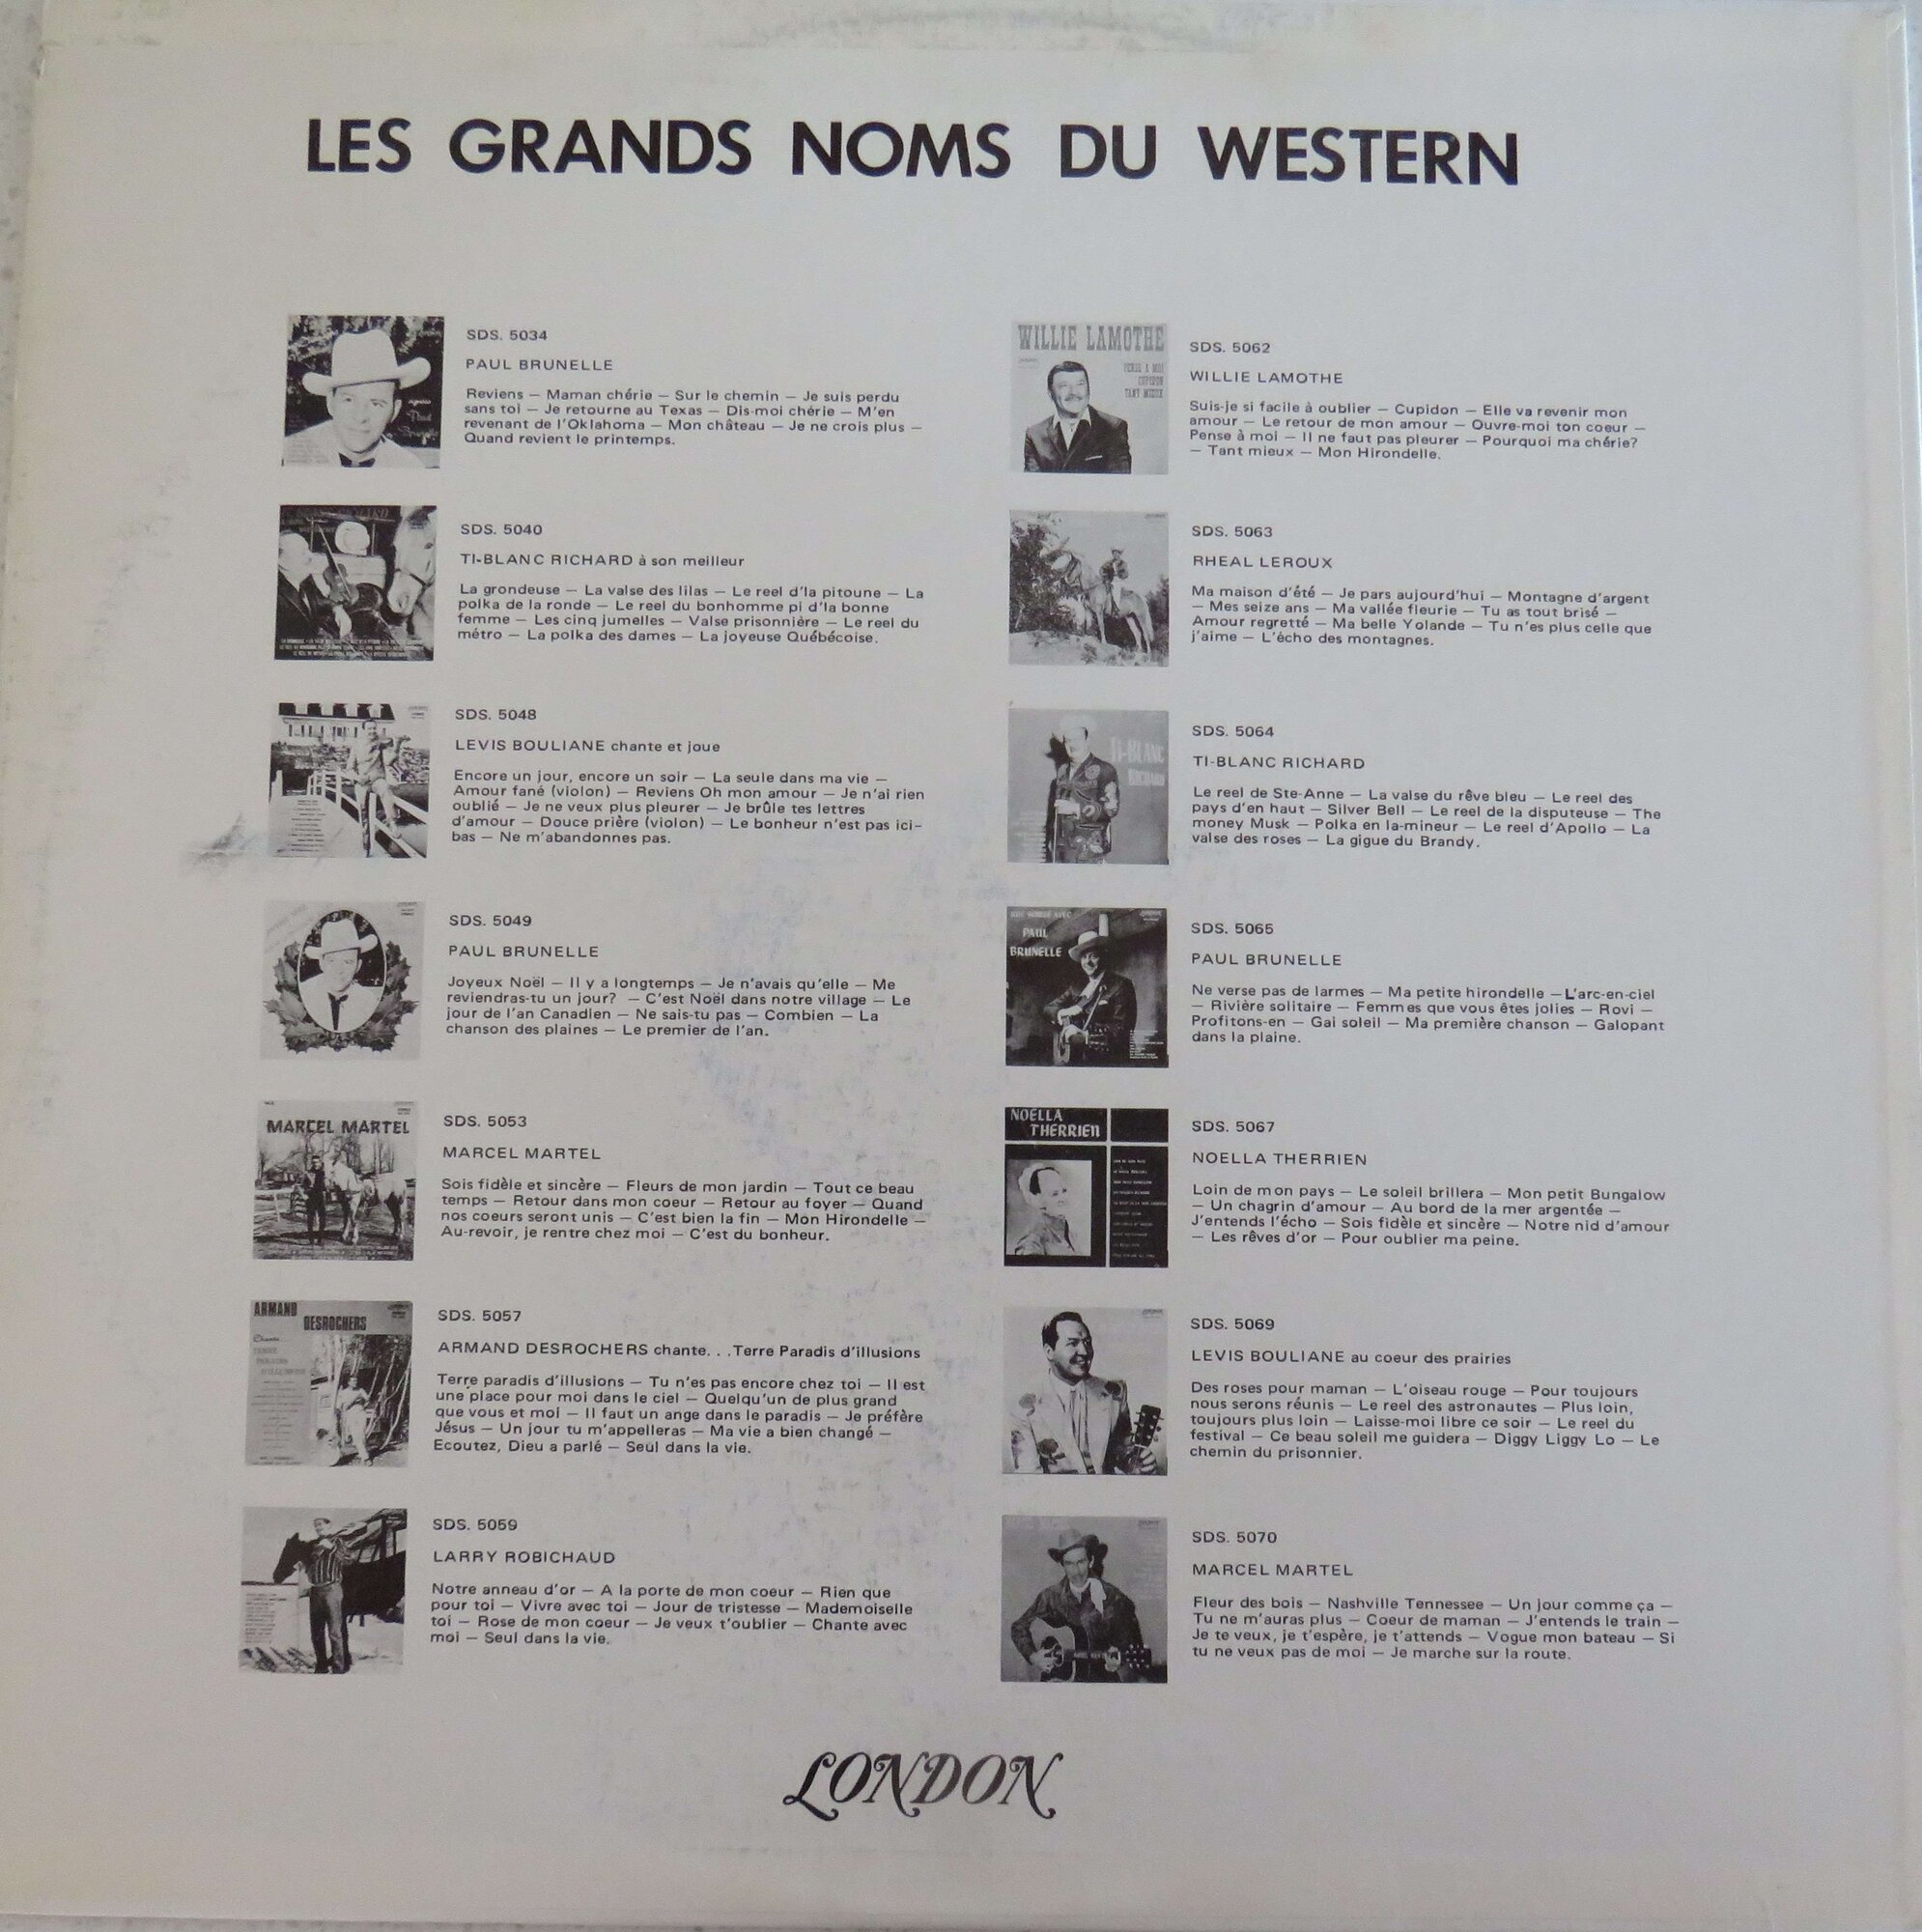 LES GRANDS NOMS DU WESTERN
SDS. 5034
PAUL BRUNELLE
Reviens — Maman chérie — Sur le chemin — Je suis perdu
sans toi — Je retourne au Texas — Dis-moi chérie — M'en
revenant de l'Oklahoma — Mon château — Je ne crois plus —
Quand revient le printemps.
SDS. 5040
TI-BLANC RICHARD à son meilleur
La grondeuse — La valse des lilas — Le reel d'la pitoune — La
polka de la ronde — Le reel du bonhomme pi d'la bonne
femme — Les cinq jumelles — Valse prisonnière — Le reel du
métro — La polka des dames — La joyeuse Québécoise.
SDS. 5048
LEVIS BOULIANE chante et joue
Encore un jour, encore un soir — La seule dans ma vie —
Amour fané (violon) — Reviens Oh mon amour — Je n'ai rien
oublié — Je ne veux plus pleurer — Je brûle tes lettres
d'amour — Douce prière (violon) — Le bonheur n'est pas ici-
bas — Ne m'abandonnes pas.
SDS. 5049
PAUL BRUNELLE
Joyeux Noël — Il y a longtemps — Je n'avais qu'elle — Me
reviendras-tu un jour? — C'est Noël dans notre village — Le
jour de l'an Canadien — Ne sais-tu pas — Combien — La
chanson des plaines — Le premier de l'an.
MARCEL MARTEL
SDS. 5053
MARCEL MARTEL
Sois fidèle et sincère — Fleurs de mon jardin — Tout ce beau
temps — Retour dans mon coeur — Retour au foyer — Quand
nos coeurs seront unis — C'est bien la fin — Mon Hirondelle —
Au-revoir, je rentre chez moi — C'est du bonheur.
ARMAND
DESROCHERS
SDS. 5057
ARMAND DESROCHERS chante. . .Terre Paradis d'illusions
Terre paradis d'illusions — Tu n'es pas encore chez toi — Il est
une place pour moi dans le ciel — Quelqu'un de plus grand
que vous et moi — Il faut un ange dans le paradis — Je préfère
Jésus — Un jour tu m'appelleras — Ma vie a bien changé —
Ecoutez, Dieu a parlé — Seul dans la vie.
SDS. 5059
LARRY ROBICHAUD
Notre anneau d'or — A la porte de mon coeur — Rien que
pour toi — Vivre avec toi — Jour de tristesse — Mademoiselle
toi — Rose de mon coeur — Je veux t'oublier — Chante avec
moi — Seul dans la vie.
WILLIE LAMOTHE
SDS. 5062
WILLIE LAMOTHE
Suis-je si facile à oublier — Cupidon — Elle va revenir mon
amour — Le retour de mon amour — Ouvre-moi ton coeur —
Pense à moi — Il ne faut pas pleurer — Pourquoi ma chérie?
— Tant mieux — Mon Hirondelle.
SDS. 5063
RHEAL LEROUX
Ma maison d'été — Je pars aujourd'hui — Montagne d'argent
— Mes seize ans — Ma vallée fleurie — Tu as tout brisé —
Amour regretté — Ma belle Yolande — Tu n'es plus celle que
j'aime — L'écho des montagnes.
TI-BLANC
RICHARD
SDS. 5064
TI-BLANC RICHARD
Le reel de Ste-Anne — La valse du rêve bleu — Le reel des
pays d'en haut — Silver Bell — Le reel de la disputeuse — The
money Musk — Polka en la-mineur — Le reel d'Apollo — La
valse des roses — La gigue du Brandy.
PAUL
BRUNELLE
SDS. 5065
PAUL BRUNELLE
Ne verse pas de larmes — Ma petite hirondelle — L'arc-en-ciel
— Rivière solitaire — Femmes que vous êtes jolies — Rovi —
Profitons-en — Gai soleil — Ma première chanson — Galopant
dans la plaine.
NOELLA
THERRIEN
SDS. 5067
NOELLA THERRIEN
Loin de mon pays — Le soleil brillera — Mon petit Bungalow
— Un chagrin d'amour — Au bord de la mer argentée —
J'entends l'écho — Sois fidèle et sincère — Notre nid d'amour
— Les rêves d'or — Pour oublier ma peine.
SDS. 5069
LEVIS BOULIANE au coeur des prairies
Des roses pour maman — L'oiseau rouge — Pour toujours
nous serons réunis — Le reel des astronautes — Plus loin,
toujours plus loin — Laisse-moi libre ce soir — Le reel du
festival — Ce beau soleil me guidera — Diggy Liggy Lo — Le
chemin du prisonnier.
SDS. 5070
MARCEL MARTEL
Fleur des bois — Nashville Tennessee — Un jour comme ça —
Tu ne m'auras plus — Coeur de maman — J'entends le train —
Je te veux, je t'espère, je t'attends — Vogue mon bateau — Si
tu ne veux pas de moi — Je marche sur la route.
LONDON